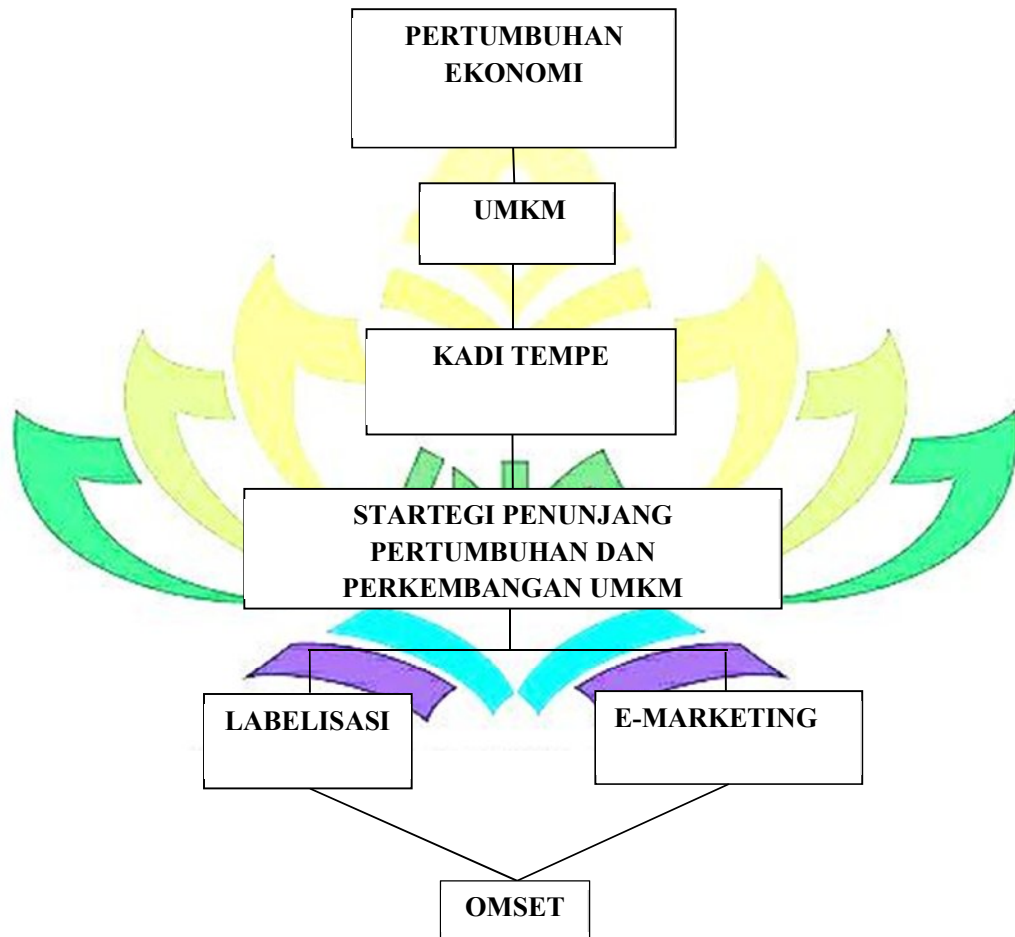 PERTUMBUHAN
EKONOMI
UMKM
KADI TEMPE
STARTEGI PENUNJANG
PERTUMBUHAN DAN
PERKEMBANGAN UMKM
LABELISASI
E-MARKETING
OMSET